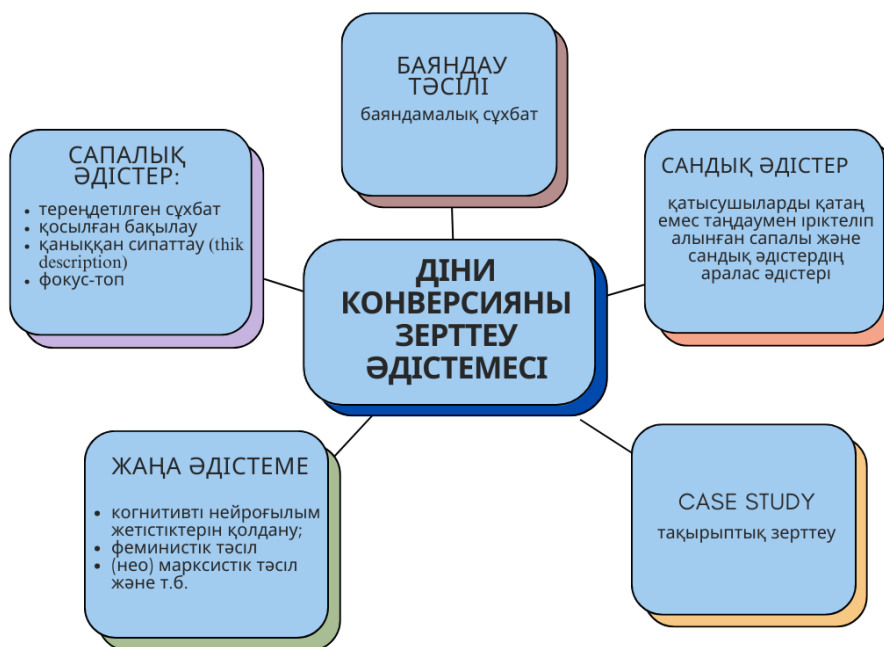 БАЯНДАУ
ТӘСІЛІ
баяндамалық сұхбат
САПАЛЫҚ
ӘДІСТЕР:
• тереңдетілген сұхбат
• қосылған бақылау
• қаныққан сипаттау (thik
description)
• фокус-топ
САНДЫҚ ӘДІСТЕР
қатысушыларды қатаң
емес таңдаумен іріктеліп
алынған сапалы және
сандық әдістердің
аралас әдістері
ДІНИ
КОНВЕРСИЯНЫ
ЗЕРТТЕУ
ӘДІСТЕМЕСІ
ЖАҢА ӘДІСТЕМЕ
• когнитивті нейроғылым
жетістіктерін қолдану;
• феминистік тәсіл
• (нео) марксистік тәсіл
және т.б.
CASE STUDY
тақырыптық зерттеу